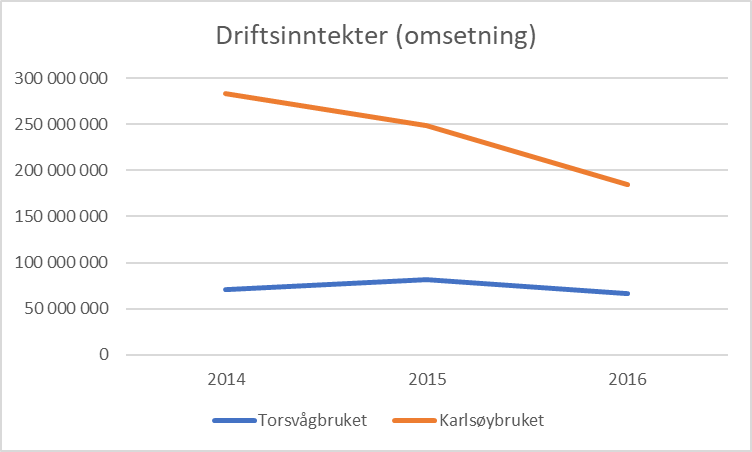 Driftsinntekter (omsetning)
300 000 000
250 000 000
200 000 000
150 000 000
100 000 000
50 000 000
0
2014 2015 2016
Torsvågbruket Karlsøybruket